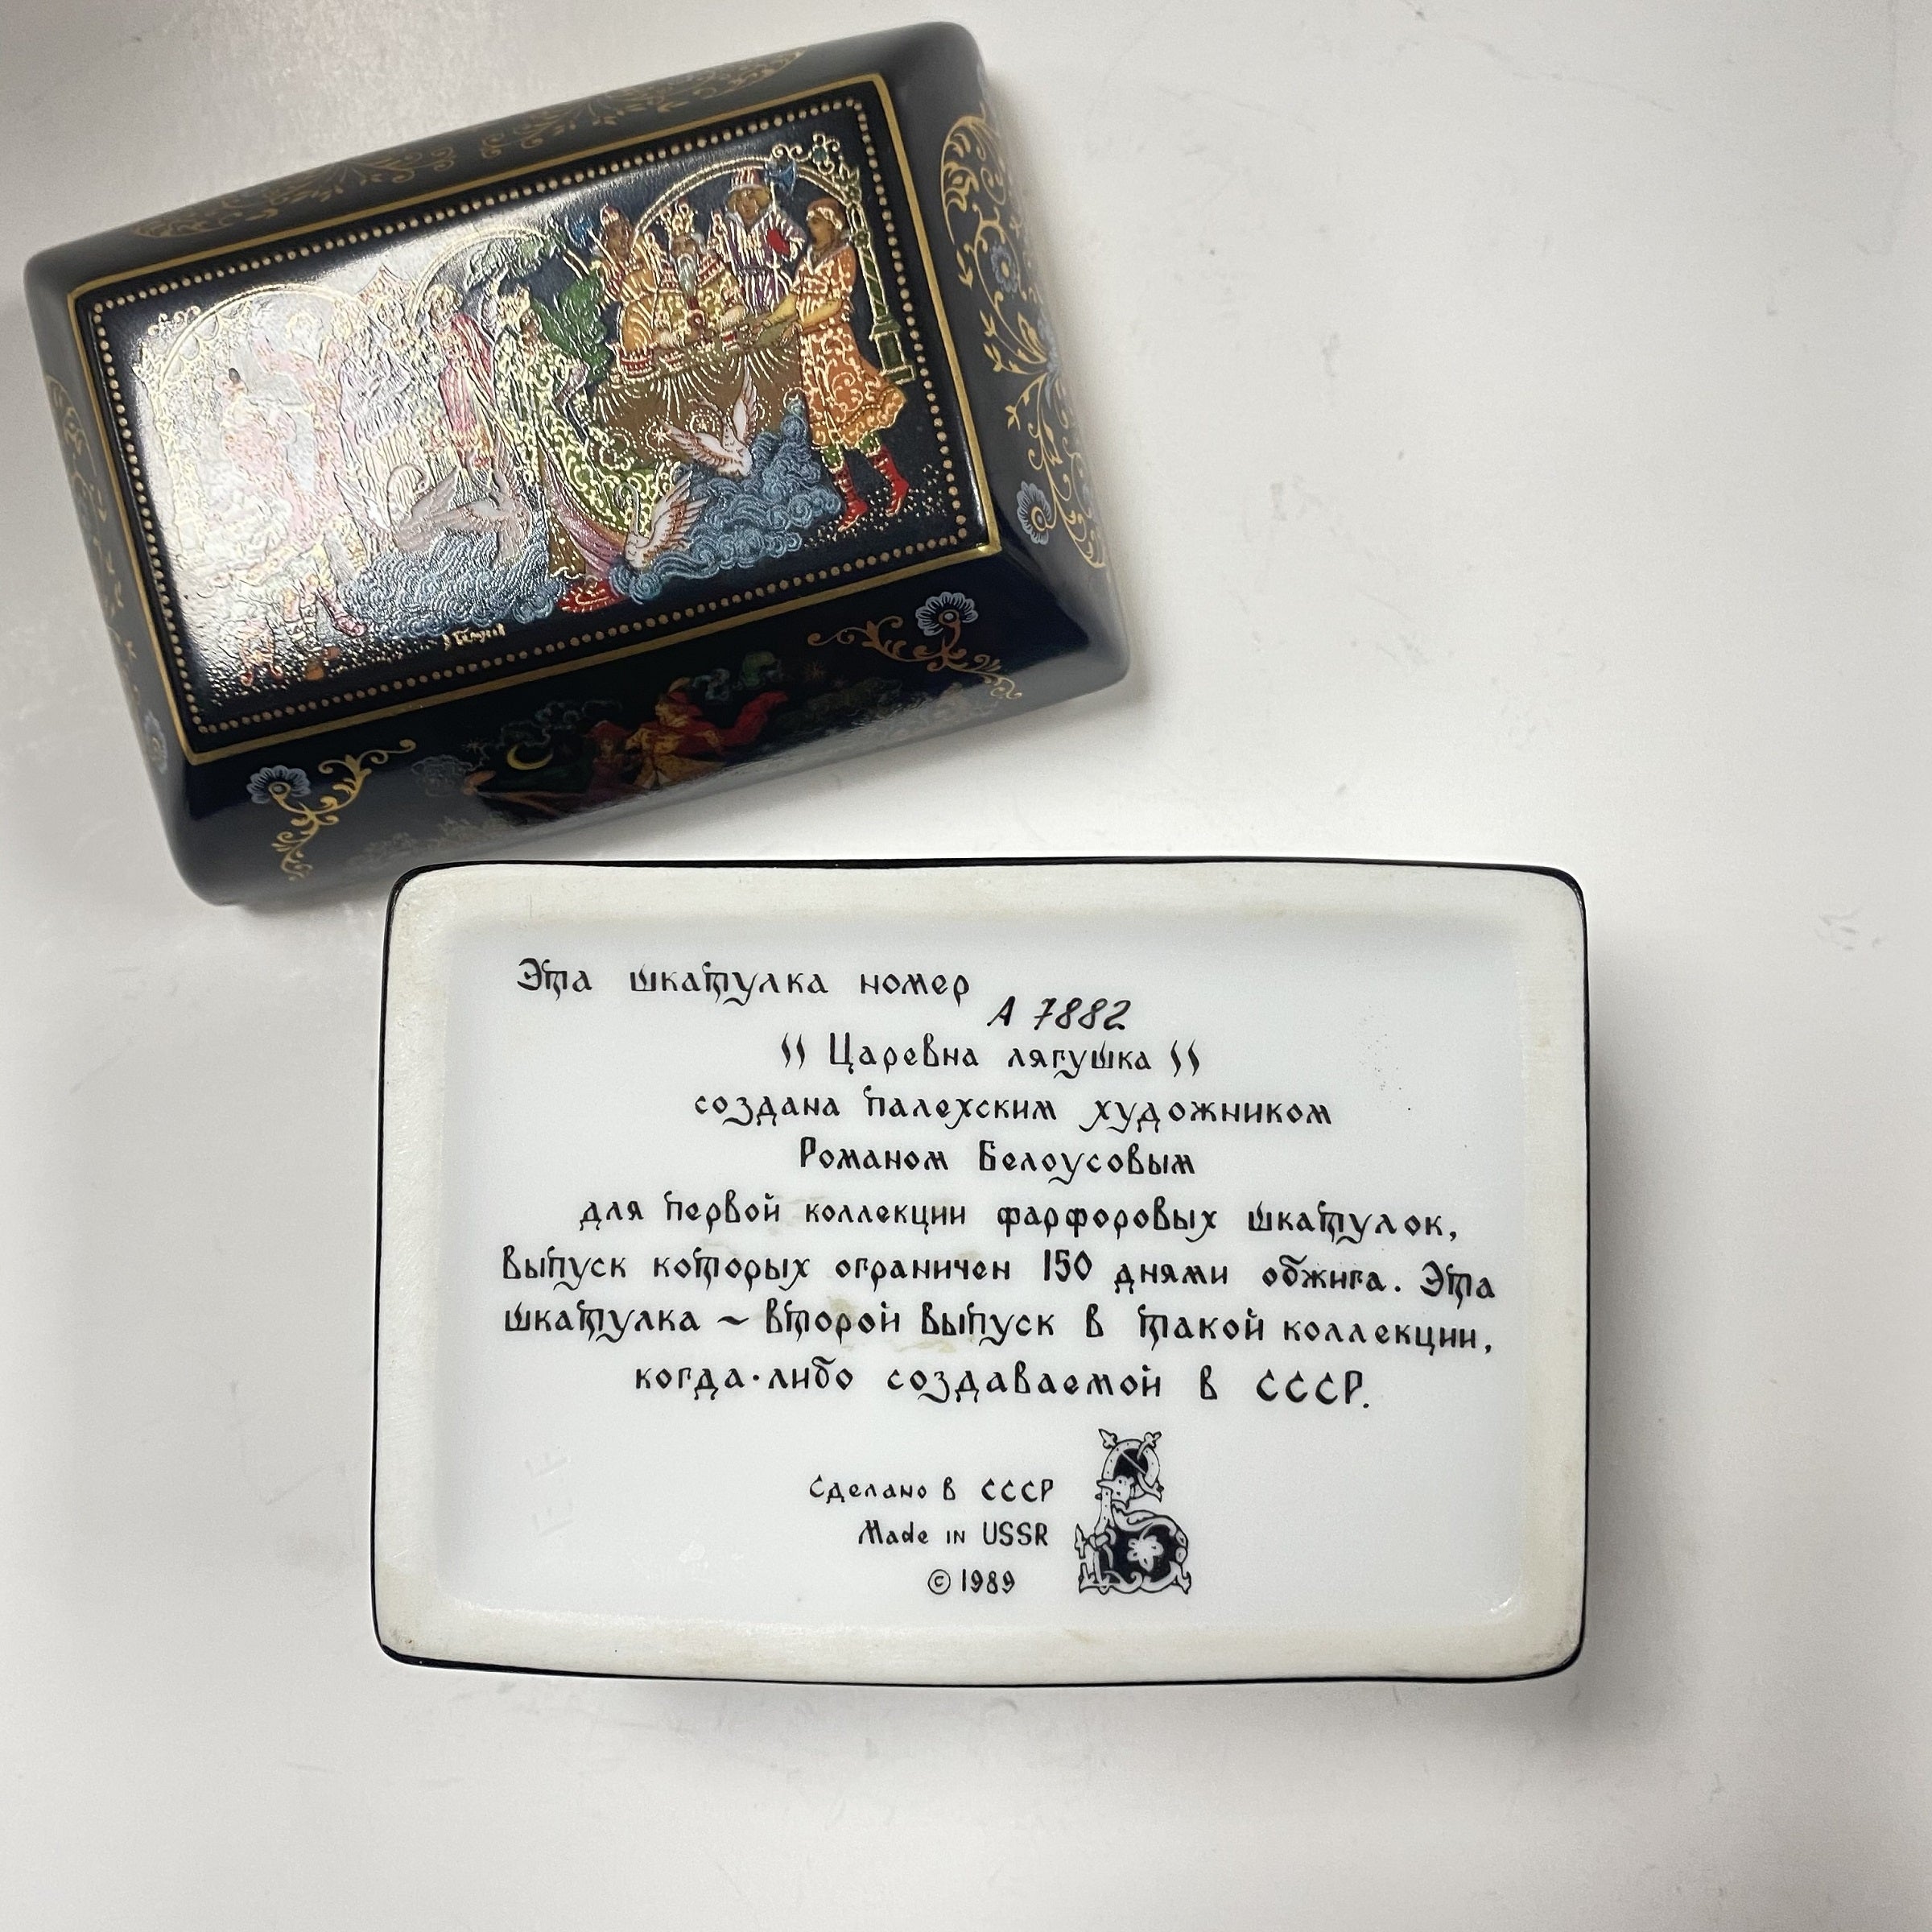 Эта шкатулка номер
А 7882
"Царевна лягушка"
создана палехским художником
Романом Белоусовым
для первой коллекции фарфоровых шкатулок,
выпуск которых ограничен 150 днями обжига. Эта
шкатулка ~ второй выпуск в такой коллекции,
когда-либо создаваемой в СССР.
Сделано в СССР
Made in USSR
© 1989